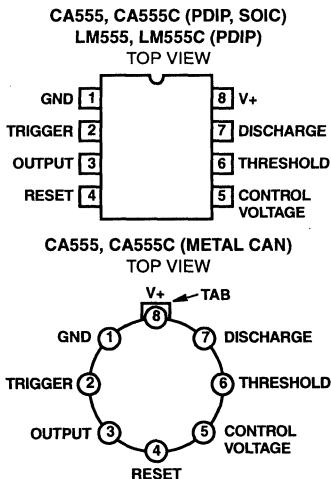 CA555, CA555C (PDIP, SOIC)
LM555, LM555C (PDIP)
TOP VIEW
GND 1 8 V+
TRIGGER 2 7 DISCHARGE
OUTPUT 3 6 THRESHOLD
RESET 4 5 CONTROL
VOLTAGE
CA555, CA555C (METAL CAN)
TOP VIEW
V+ TAB
8
GND 1 7 DISCHARGE
TRIGGER 2 6 THRESHOLD
OUTPUT 3 5 CONTROL
VOLTAGE
4
RESET